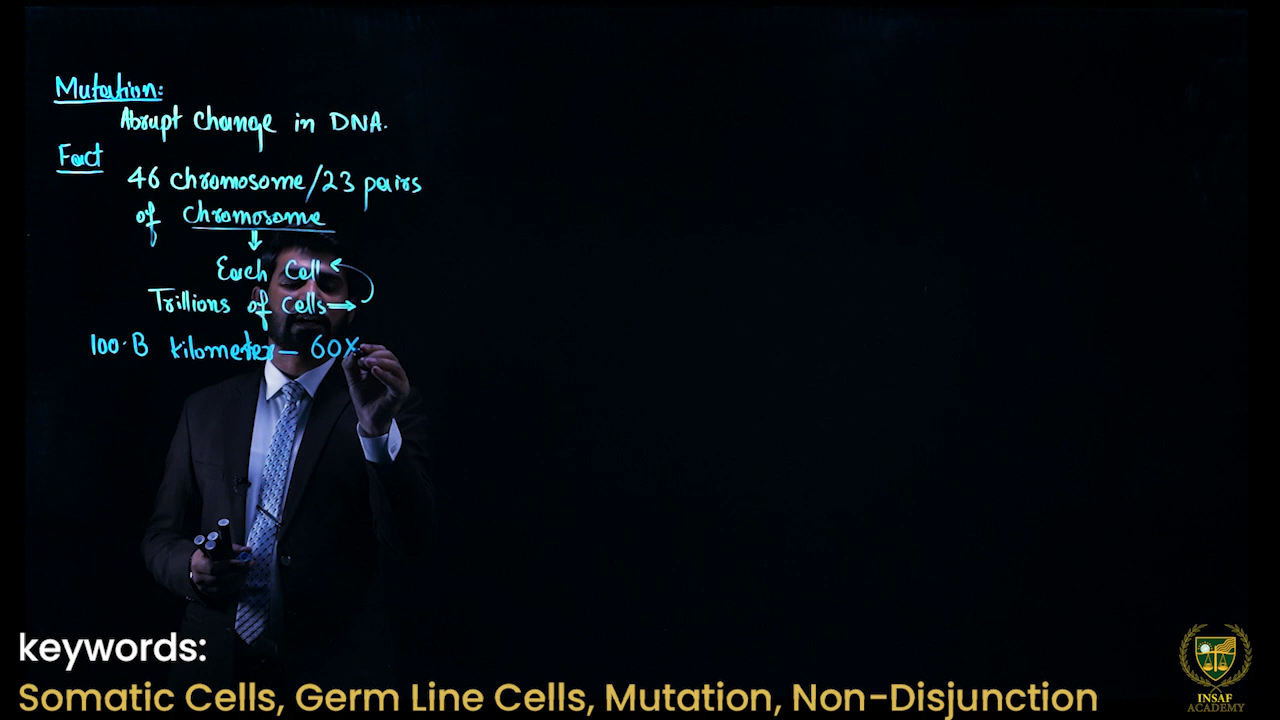 Mutation:
Abrupt change in DNA.
Fact
46 chromosome/23 pairs
of chromosome
Each Cell
Trillions of cells
100.B kilometer - 60X
keywords:
Somatic Cells, Germ Line Cells, Mutation, Non-Disjunction
INSAF
ACADEMY